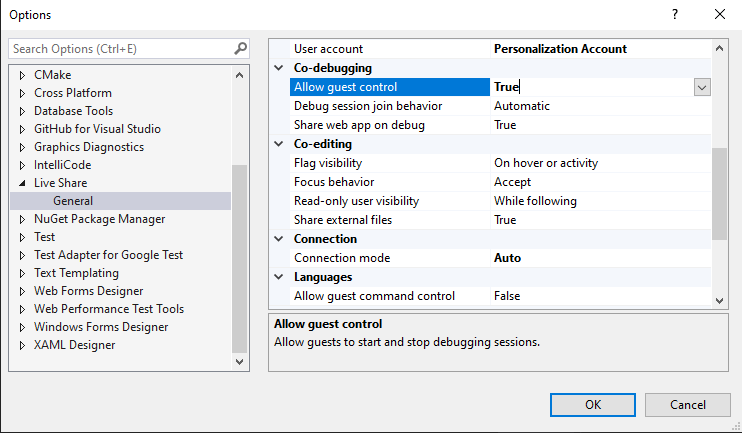 Options
?
Search Options (Ctrl+E)
CMake
Cross Platform
Database Tools
GitHub for Visual Studio
Graphics Diagnostics
IntelliCode
Live Share
General
NuGet Package Manager
Test
Test Adapter for Google Test
Text Templating
Web Forms Designer
Web Performance Test Tools
Windows Forms Designer
XAML Designer
User account Personalization Account
Co-debugging
Allow guest control True
Debug session join behavior Automatic
Share web app on debug True
Co-editing
Flag visibility On hover or activity
Focus behavior Accept
Read-only user visibility While following
Share external files True
Connection
Connection mode Auto
Languages
Allow guest command control False
Allow guest control
Allow guests to start and stop debugging sessions.
OK Cancel